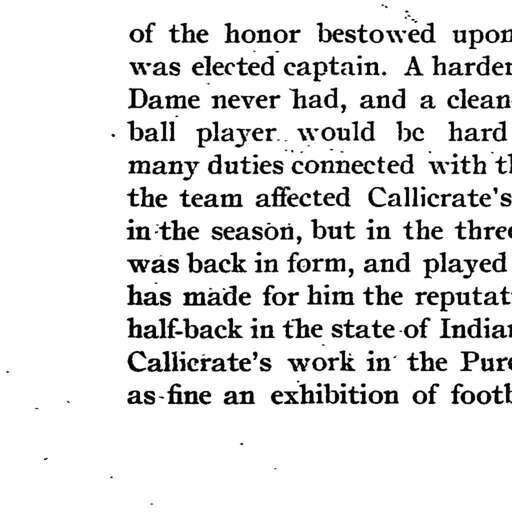 of the honor bestowed upon
was elected captain. A harder
Dame never had, and a clean
ball player would be hard
many duties connected with th
the team affected Callicrate's
in the season, but in the three
was back in form, and played
has made for him the reputat
half-back in the state of Indian
Callicrate's work in the Pur
as fine an exhibition of footb